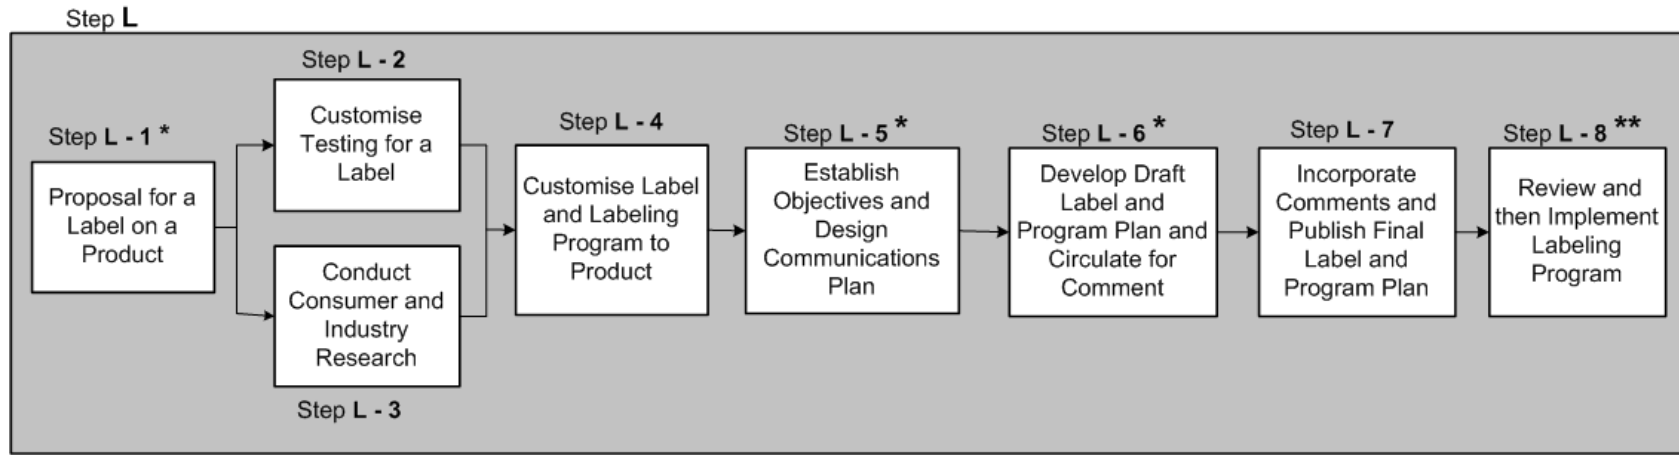 Step L
Step L - 1 *
Proposal for a
Label on a
Product
Step L - 2
Customise
Testing for a
Label
Conduct
Consumer and
Industry
Research
Step L - 3
Step L - 4
Customise Label
and Labeling
Program to
Product
Step L - 5 *
Establish
Objectives and
Design
Communications
Plan
Step L - 6 *
Develop Draft
Label and
Program Plan and
Circulate for
Comment
Step L - 7
Incorporate
Comments and
Publish Final
Label and
Program Plan
Step L - 8 **
Review and
then Implement
Labeling
Program